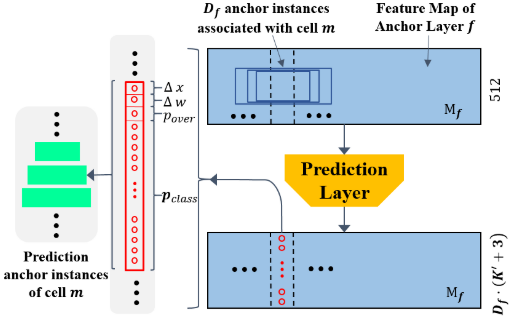 D_f anchor instances
associated with cell m
Feature Map of
Anchor Layer f
Δ x
Δ w
p_over
p_class
M_f
512
Prediction
Layer
Prediction
anchor instances
of cell m
M_f
D_f · (K′ + 3)